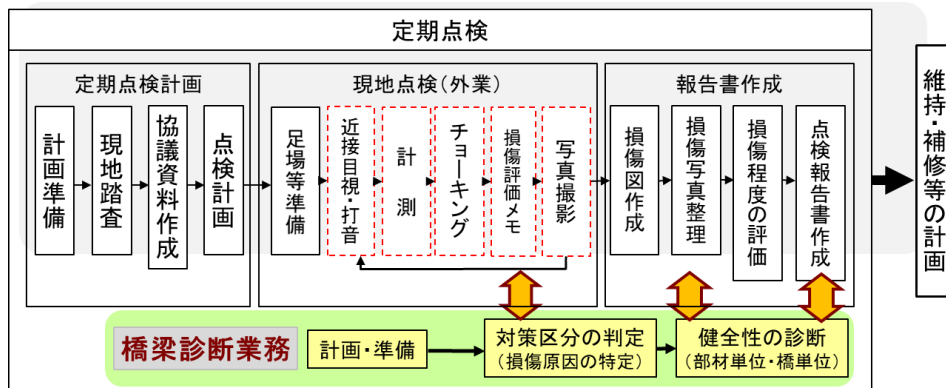 定期点検
定期点検計画
計画準備
現地踏査
協議資料作成
点検計画
現地点検(外業)
足場等準備
近接目視・打音
計測
チョーキング
損傷評価メモ
写真撮影
報告書作成
損傷図作成
損傷写真整理
損傷程度の評価
点検報告書作成
維持・補修等の計画
橋梁診断業務
計画・準備
対策区分の判定
(損傷原因の特定)
健全性の診断
(部材単位・橋単位)